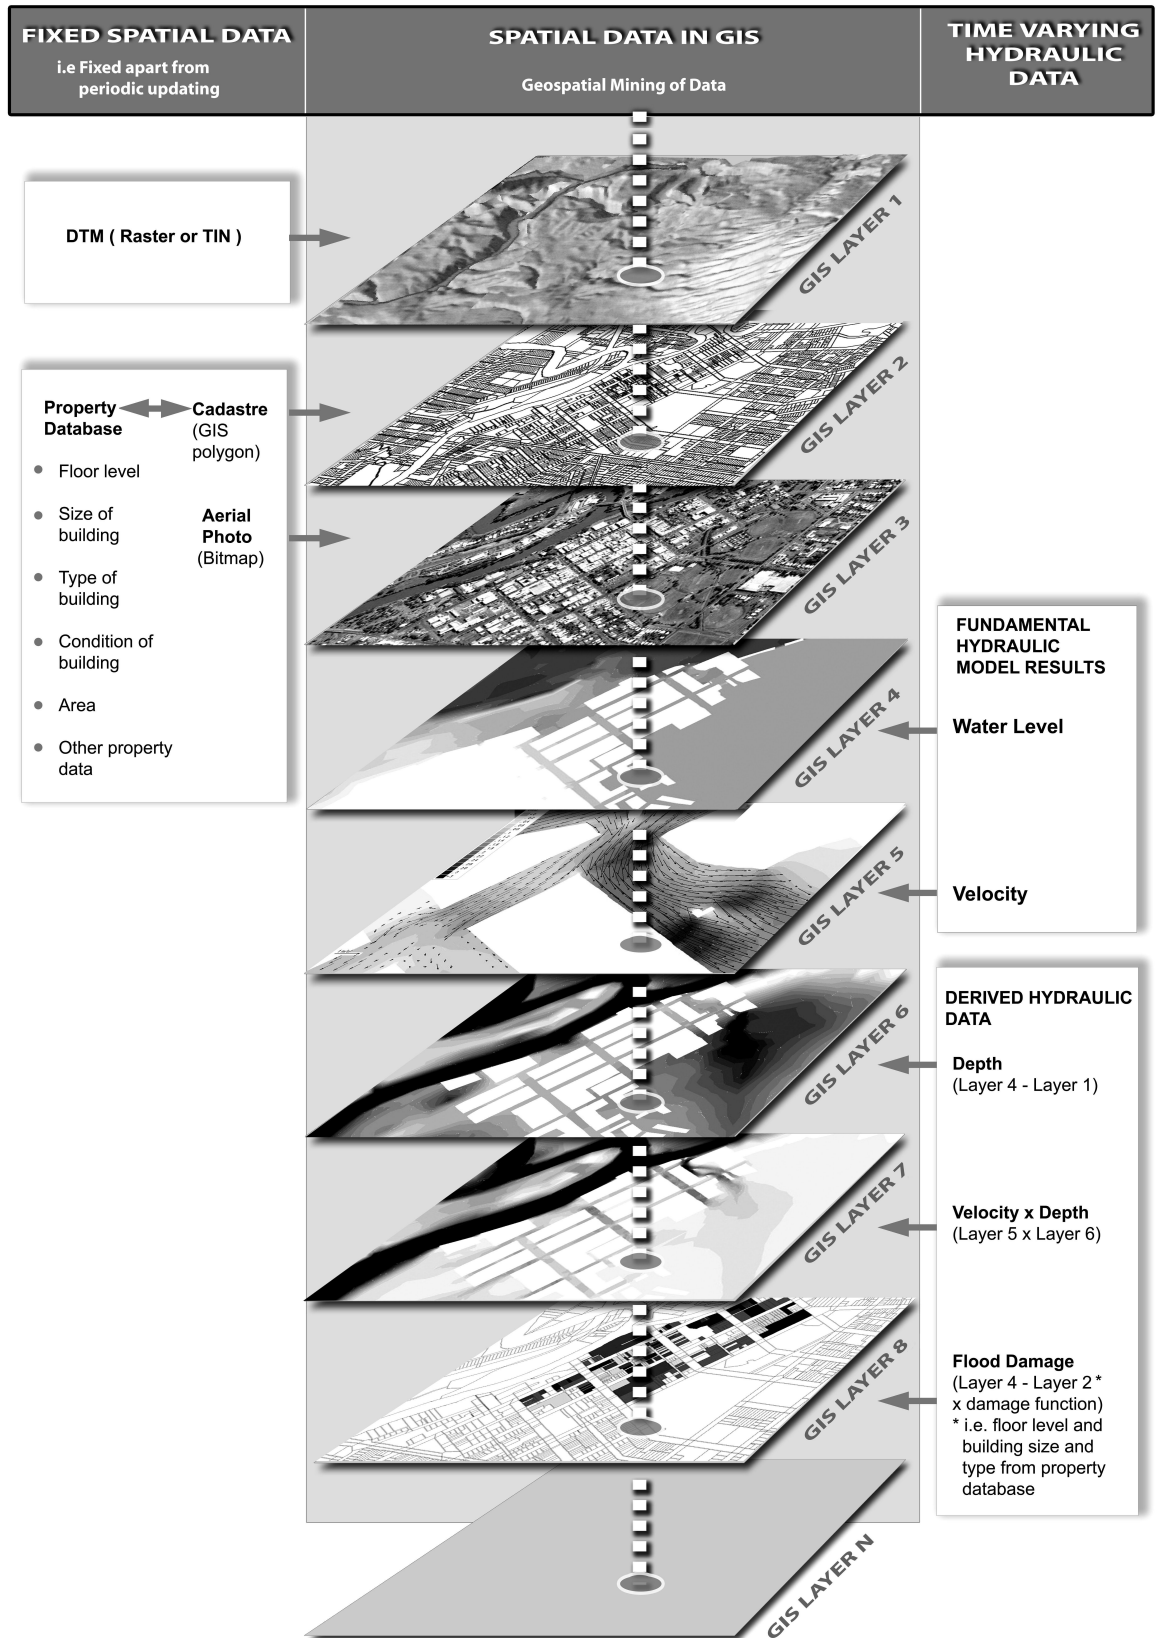 FIXED SPATIAL DATA
i.e Fixed apart from
periodic updating
SPATIAL DATA IN GIS
Geospatial Mining of Data
TIME VARYING
HYDRAULIC
DATA
DTM ( Raster or TIN )
GIS LAYER 1
Property
Database
Cadastre
(GIS
polygon)
Floor level
Size of
building
Type of
building
Condition of
building
Area
Other property
data
Aerial
Photo
(Bitmap)
GIS LAYER 2
GIS LAYER 3
GIS LAYER 4
GIS LAYER 5
GIS LAYER 6
GIS LAYER 7
GIS LAYER 8
GIS LAYER N
FUNDAMENTAL
HYDRAULIC
MODEL RESULTS
Water Level
Velocity
DERIVED HYDRAULIC
DATA
Depth
(Layer 4 - Layer 1)
Velocity x Depth
(Layer 5 x Layer 6)
Flood Damage
(Layer 4 - Layer 2 *
x damage function)
* i.e. floor level and
building size and
type from property
database